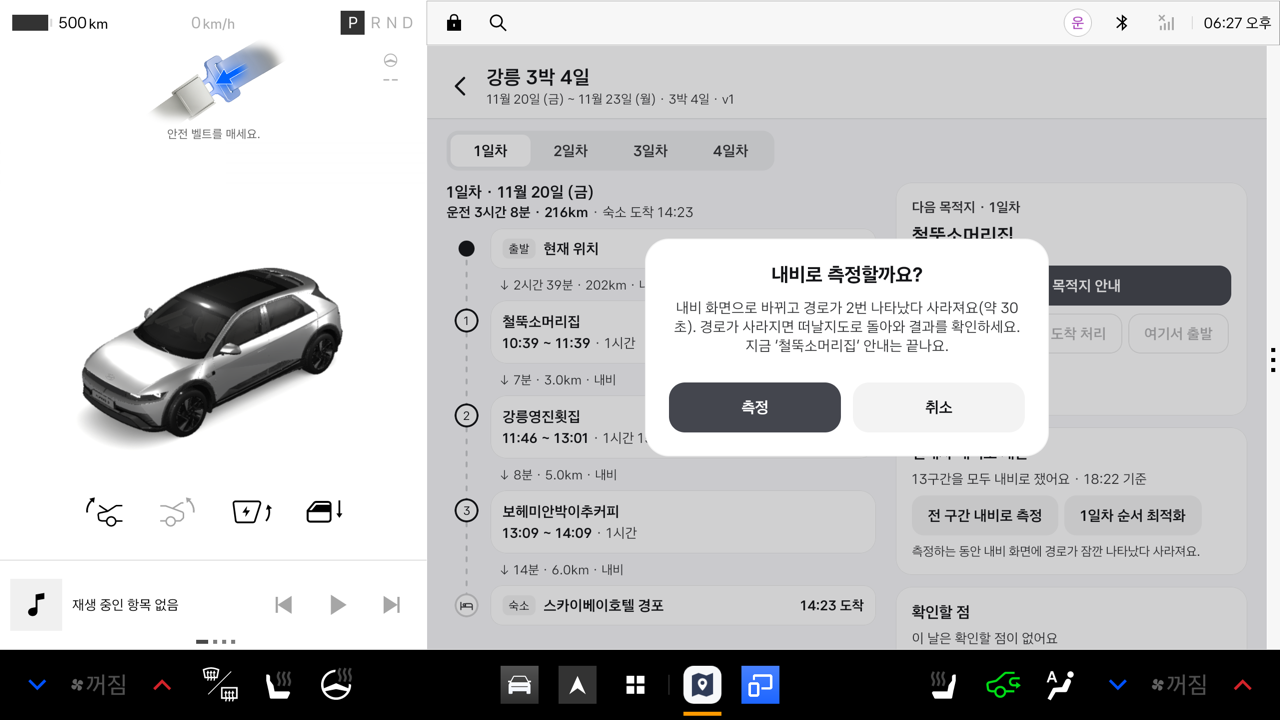 500 km
0 km/h
P R N D
운
06:27 오후
--
안전 벨트를 매세요.
강릉 3박 4일
11월 20일 (금) ~ 11월 23일 (월) · 3박 4일 · v1
1일차
2일차
3일차
4일차
1일차 · 11월 20일 (금)
운전 3시간 8분 · 216km · 숙소 도착 14:23
출발 현재 위치
↓ 2시간 39분 · 202km
1 철뚝소머리집
10:39 ~ 11:39 · 1시간
↓ 7분 · 3.0km · 내비
2 강릉영진횟집
11:46 ~ 13:01 · 1시간
↓ 8분 · 5.0km · 내비
3 보헤미안박이추커피
13:09 ~ 14:09 · 1시간
↓ 14분 · 6.0km · 내비
숙소 스카이베이호텔 경포 14:23 도착
다음 목적지 · 1일차
철뚝소머리집
목적지 안내
도착 처리
여기서 출발
내비로 측정할까요?
내비 화면으로 바뀌고 경로가 2번 나타났다 사라져요(약 30
초). 경로가 사라지면 떠날지도로 돌아와 결과를 확인하세요.
지금 ‘철뚝소머리집’ 안내는 끝나요.
측정
취소
13구간을 모두 내비로 쟀어요 · 18:22 기준
전 구간 내비로 측정
1일차 순서 최적화
측정하는 동안 내비 화면에 경로가 잠깐 나타났다 사라져요.
확인할 점
이 날은 확인할 점이 없어요
재생 중인 항목 없음
꺼짐
A
꺼짐